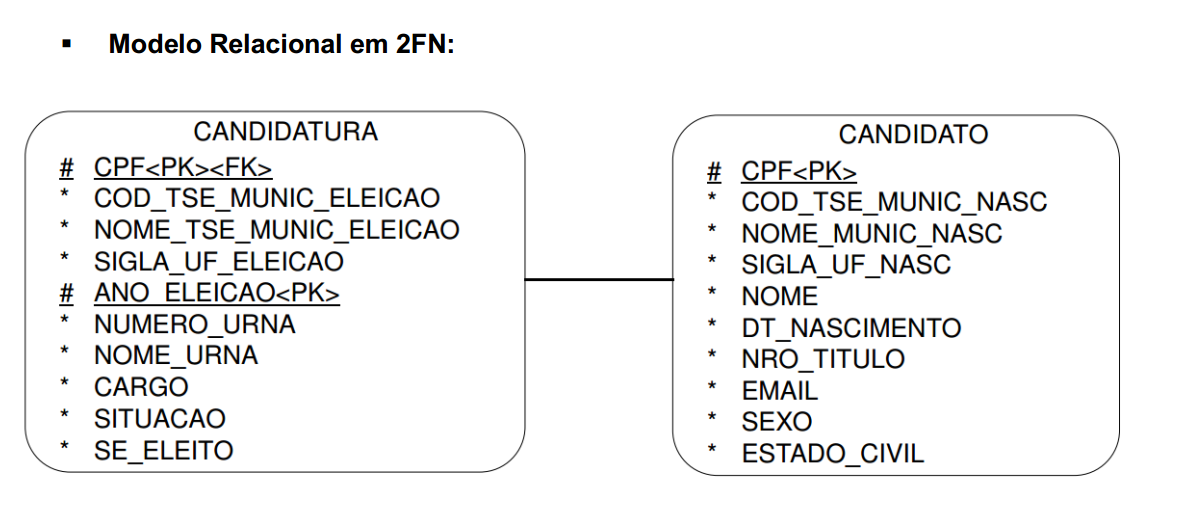 ▪ Modelo Relacional em 2FN:
CANDIDATURA
# CPF<PK><FK>
* COD_TSE_MUNIC_ELEICAO
* NOME_TSE_MUNIC_ELEICAO
* SIGLA_UF_ELEICAO
# ANO_ELEICAO<PK>
* NUMERO_URNA
* NOME_URNA
* CARGO
* SITUACAO
* SE_ELEITO
CANDIDATO
# CPF<PK>
* COD_TSE_MUNIC_NASC
* NOME_MUNIC_NASC
* SIGLA_UF_NASC
* NOME
* DT_NASCIMENTO
* NRO_TITULO
* EMAIL
* SEXO
* ESTADO_CIVIL